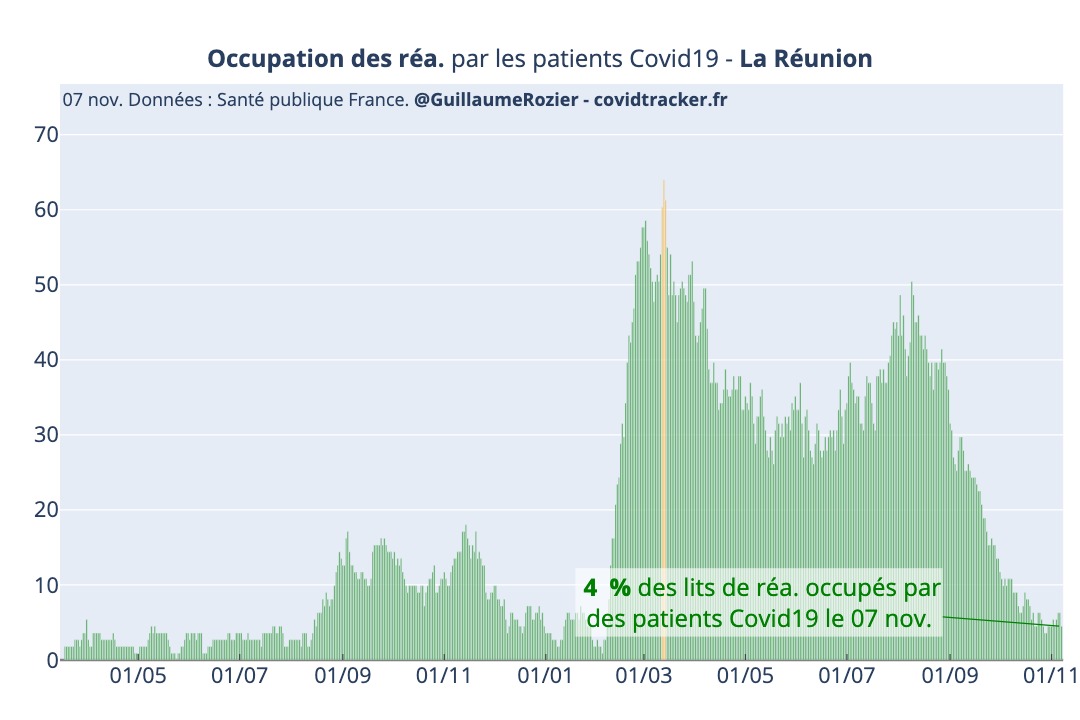 Occupation des réa. par les patients Covid19 - La Réunion
07 nov. Données : Santé publique France. @GuillaumeRozier - covidtracker.fr
70
60
50
40
30
20
10
0
4 % des lits de réa. occupés par
des patients Covid19 le 07 nov.
01/05 01/07 01/09 01/11 01/01 01/03 01/05 01/07 01/09 01/11